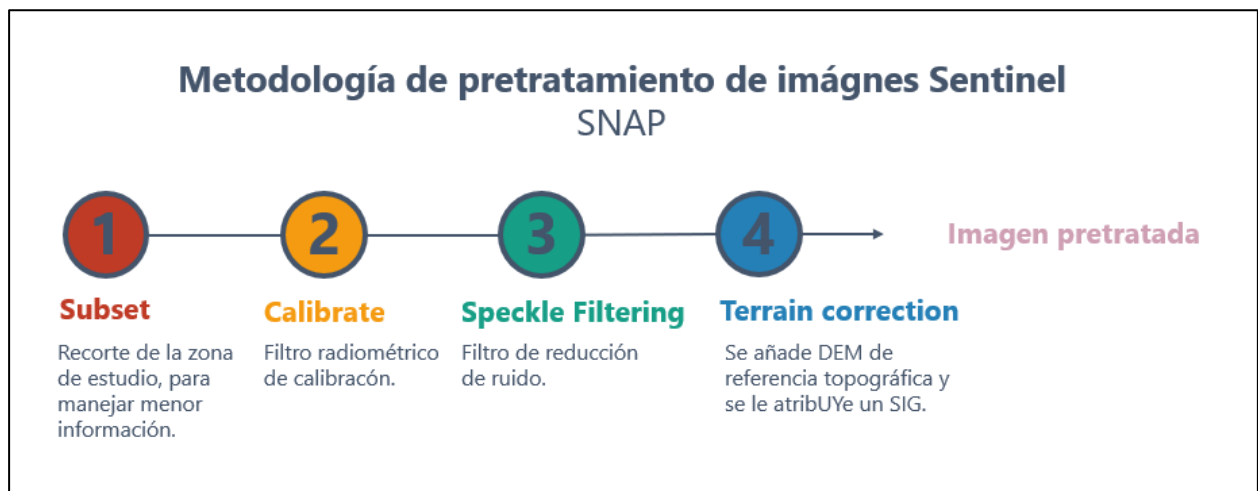 Metodología de pretratamiento de imágnes Sentinel
SNAP
1
2
3
4
Imagen pretratada
Subset
Recorte de la zona
de estudio, para
manejar menor
información.
Calibrate
Filtro radiométrico
de calibracón.
Speckle Filtering
Filtro de reducción
de ruido.
Terrain correction
Se añade DEM de
referencia topográfica y
se le atribUYe un SIG.